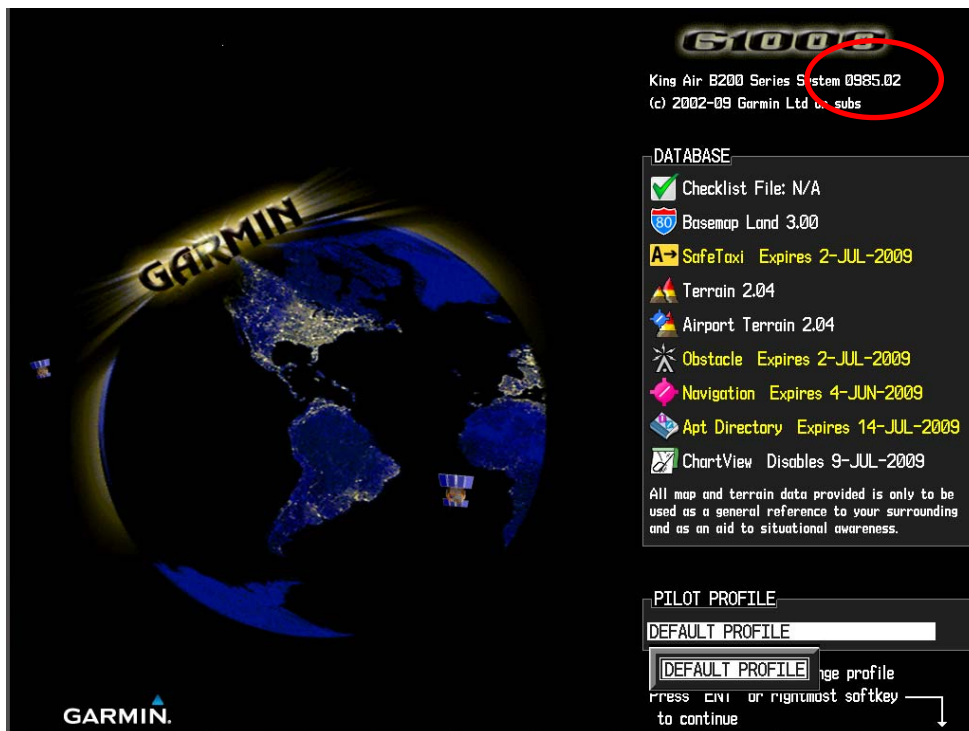 G1000
King Air B200 Series System 0985.02
(c) 2002-09 Garmin Ltd or subs
GARMIN
DATABASE
Checklist File: N/A
80 Basemap Land 3.00
A→ SafeTaxi Expires 2-JUL-2009
Terrain 2.04
Airport Terrain 2.04
Obstacle Expires 2-JUL-2009
Navigation Expires 4-JUN-2009
Apt Directory Expires 14-JUL-2009
ChartView Disables 9-JUL-2009
All map and terrain data provided is only to be
used as a general reference to your surrounding
and as an aid to situational awareness.
PILOT PROFILE
DEFAULT PROFILE
DEFAULT PROFILE nge profile
Press ENT or rightmost softkey
to continue
GARMIN.